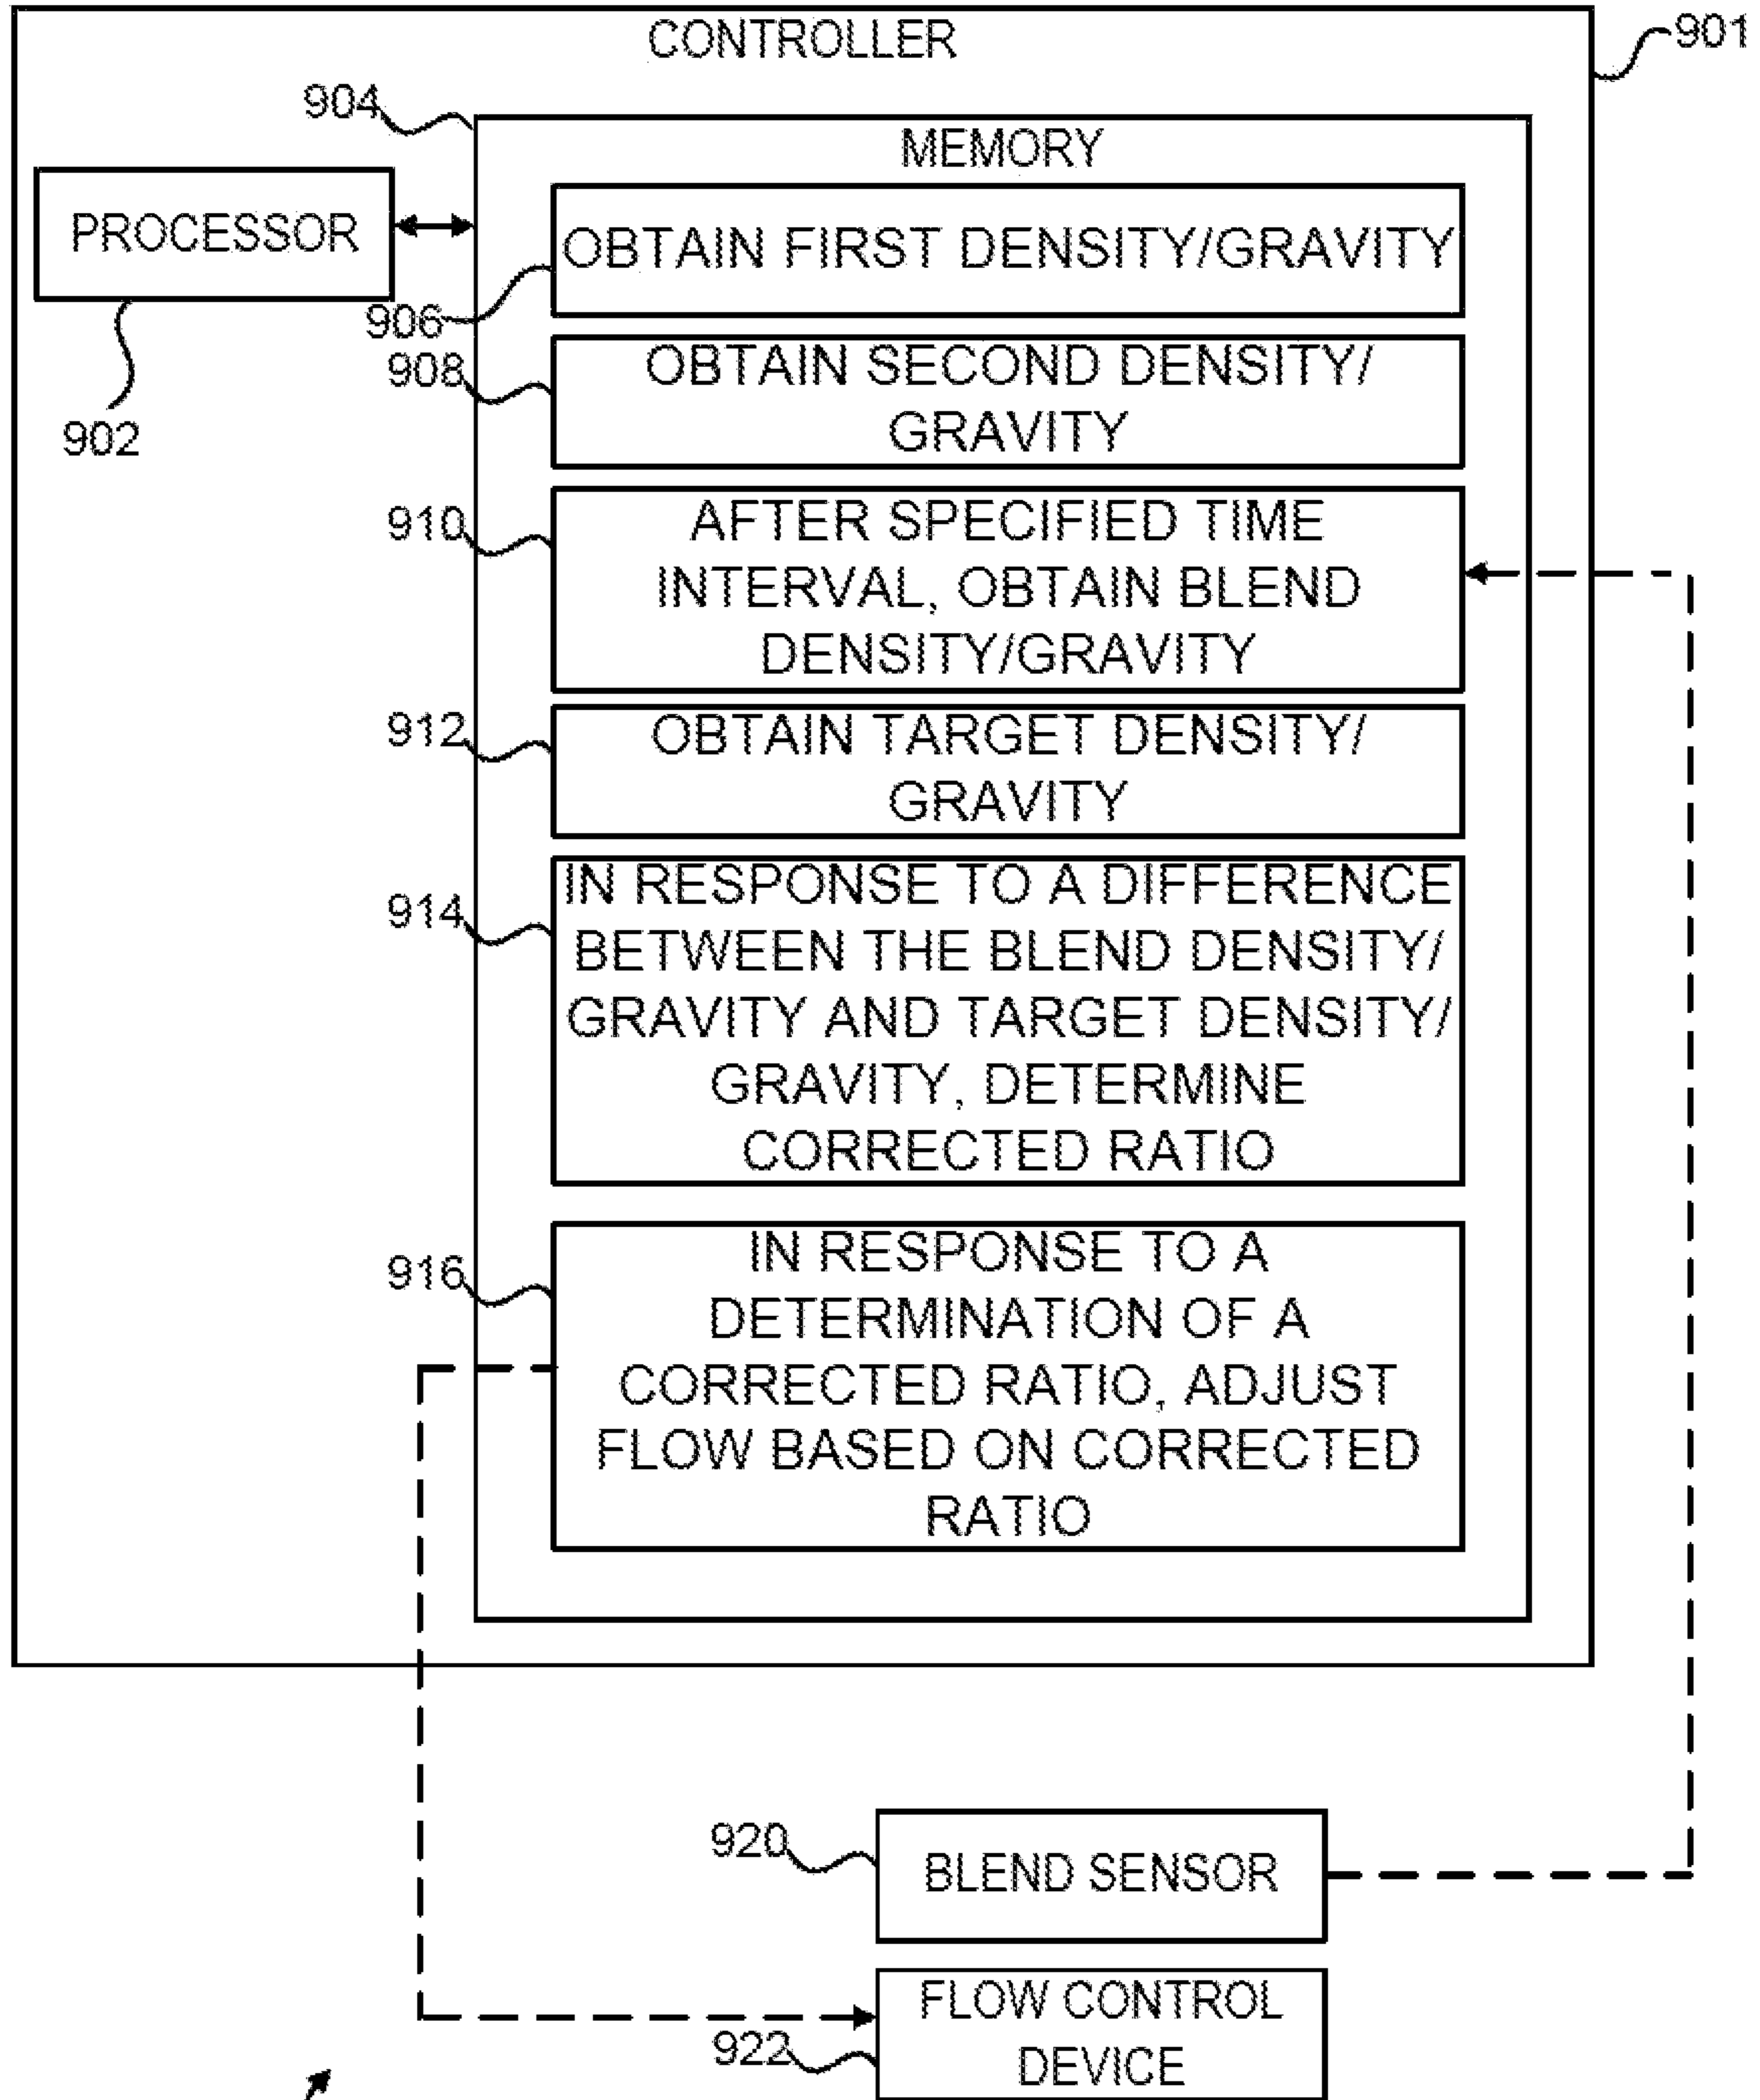 CONTROLLER
901
904
MEMORY
PROCESSOR
902
OBTAIN FIRST DENSITY/GRAVITY
906
908
OBTAIN SECOND DENSITY/
GRAVITY
910
AFTER SPECIFIED TIME
INTERVAL, OBTAIN BLEND
DENSITY/GRAVITY
912
OBTAIN TARGET DENSITY/
GRAVITY
914
IN RESPONSE TO A DIFFERENCE
BETWEEN THE BLEND DENSITY/
GRAVITY AND TARGET DENSITY/
GRAVITY, DETERMINE
CORRECTED RATIO
916
IN RESPONSE TO A
DETERMINATION OF A
CORRECTED RATIO, ADJUST
FLOW BASED ON CORRECTED
RATIO
920
BLEND SENSOR
922
FLOW CONTROL
DEVICE